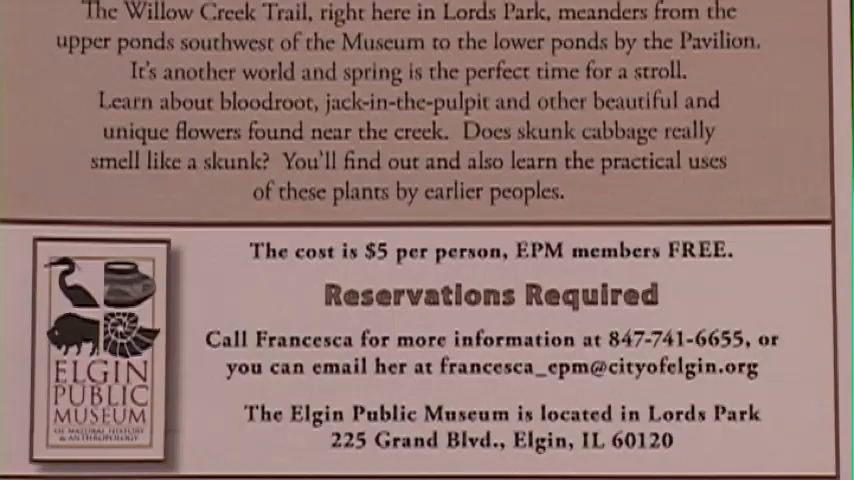 The Willow Creek Trail, right here in Lords Park, meanders from the
upper ponds southwest of the Museum to the lower ponds by the Pavilion.
It's another world and spring is the perfect time for a stroll.
Learn about bloodroot, jack-in-the-pulpit and other beautiful and
unique flowers found near the creek. Does skunk cabbage really
smell like a skunk? You'll find out and also learn the practical uses
of these plants by earlier peoples.
The cost is $5 per person, EPM members FREE.
Reservations Required
Call Francesca for more information at 847-741-6655, or
you can email her at francesca_epm@cityofelgin.org
The Elgin Public Museum is located in Lords Park
225 Grand Blvd., Elgin, IL 60120
ELGIN
PUBLIC
MUSEUM
OF NATURAL HISTORY
& ANTHROPOLOGY